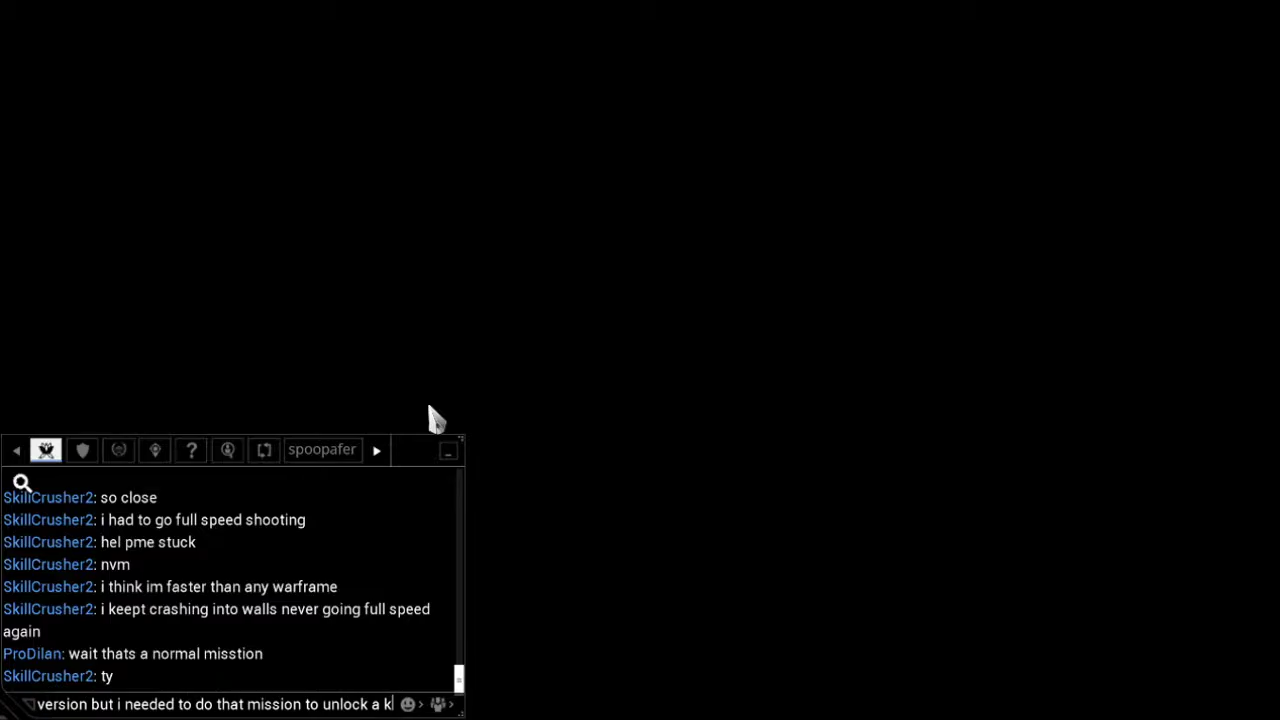 spoopafer
SkillCrusher2: so close
SkillCrusher2: i had to go full speed shooting
SkillCrusher2: hel pme stuck
SkillCrusher2: nvm
SkillCrusher2: i think im faster than any warframe
SkillCrusher2: i keept crashing into walls never going full speed
again
ProDilan: wait thats a normal misstion
SkillCrusher2: ty
version but i needed to do that mission to unlock a k